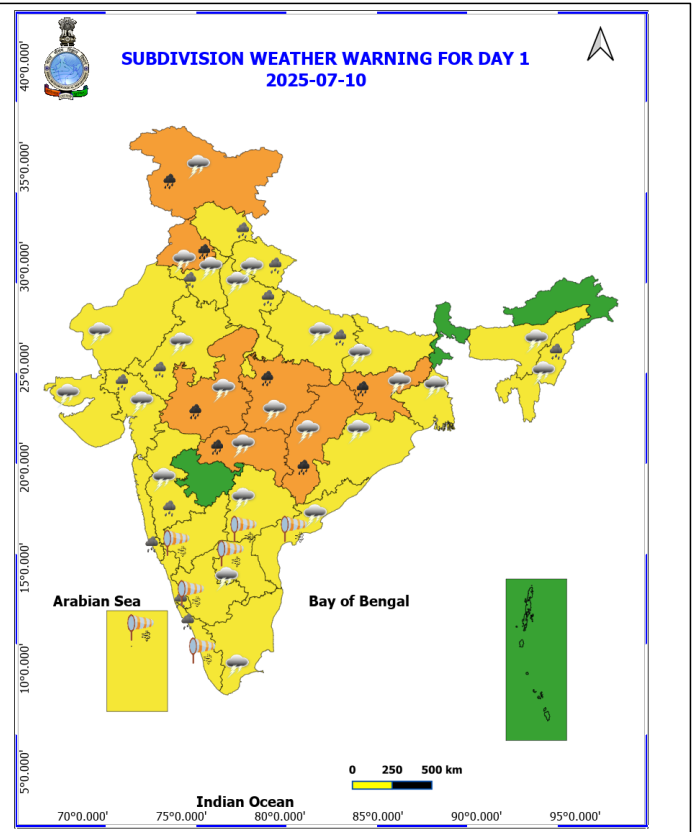 SUBDIVISION WEATHER WARNING FOR DAY 1
2025-07-10
40°0.000'
35°0.000'
30°0.000'
25°0.000'
20°0.000'
15°0.000'
10°0.000'
5°0.000'
Arabian Sea
Bay of Bengal
0 250 500 km
Indian Ocean
70°0.000' 75°0.000' 80°0.000' 85°0.000' 90°0.000' 95°0.000'